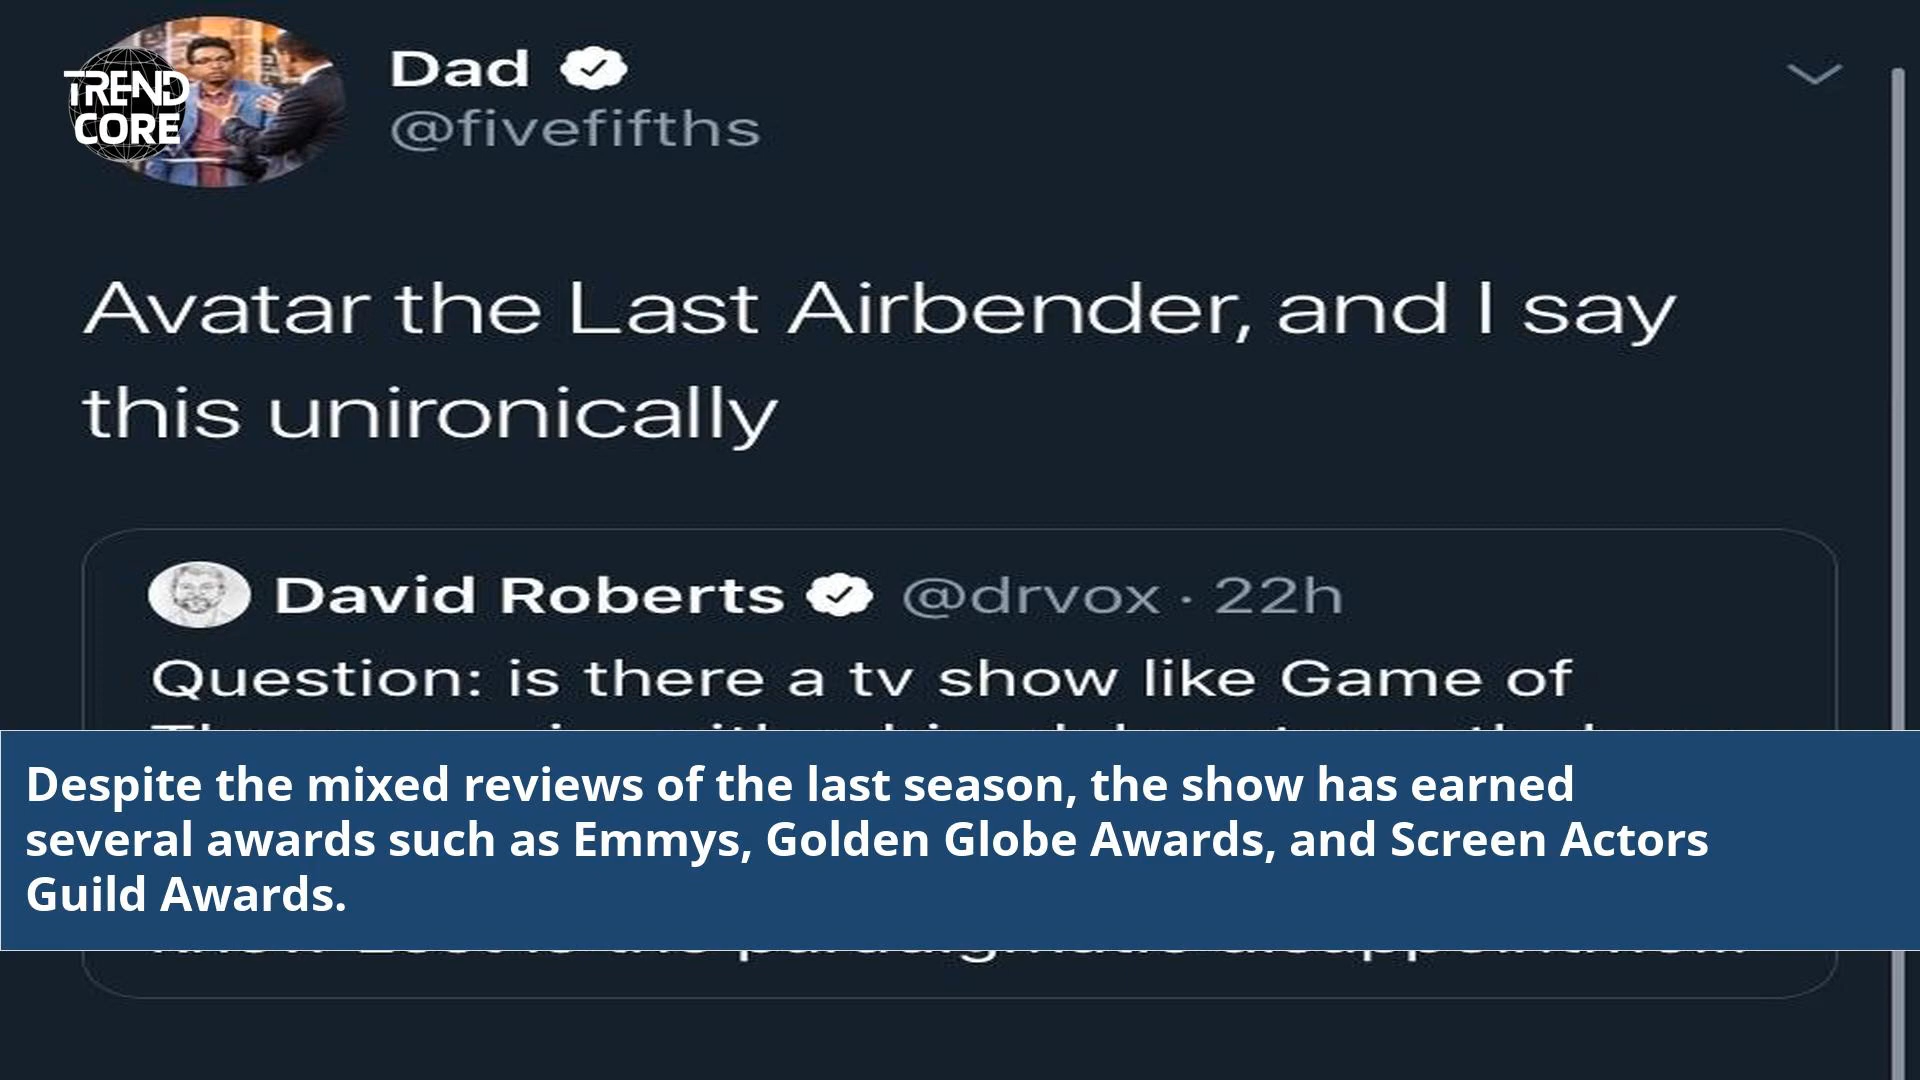 TREND
CORE
Dad
@fivefifths
Avatar the Last Airbender, and I say
this unironically
David Roberts @drvox · 22h
Question: is there a tv show like Game of
Despite the mixed reviews of the last season, the show has earned
several awards such as Emmys, Golden Globe Awards, and Screen Actors
Guild Awards.